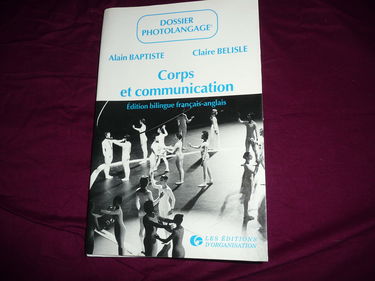 DOSSIER
PHOTOLANGAGE®
Alain BAPTISTE Claire BELISLE
Corps
et communication
Édition bilingue français-anglais
LES ÉDITIONS
D'ORGANISATION